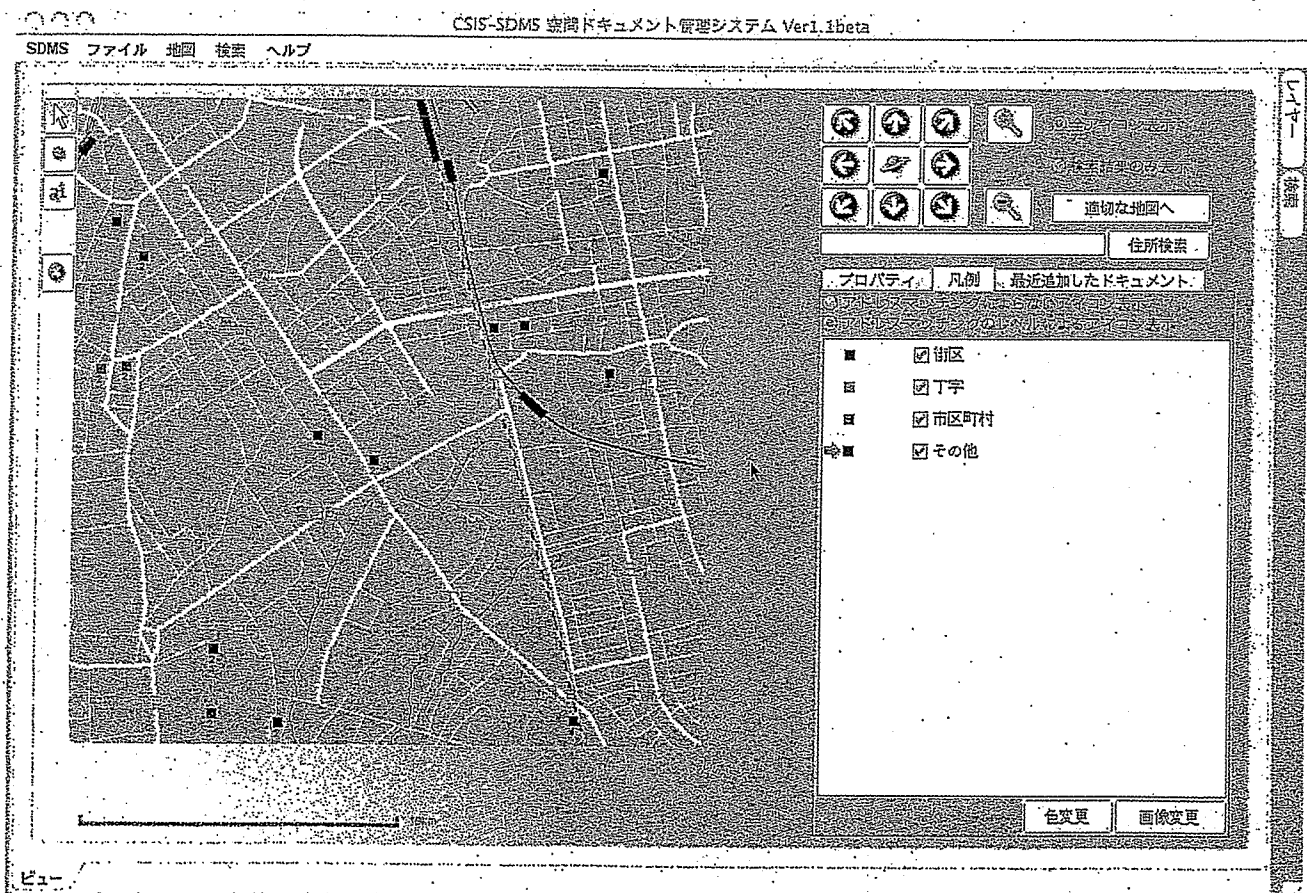 CSIS-SDMS 空間ドキュメント管理システム Ver1.1beta
SDMS ファイル 地図 検索 ヘルプ
レイヤー
検索
適切な地図へ
住所検索
プロパティ 凡例 最近追加したドキュメント
街区
丁字
市区町村
その他
色変更 画像変更
ビュー